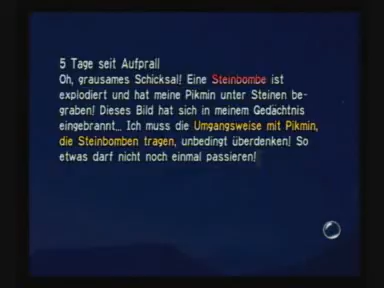 5 Tage seit Aufprall
Oh, grausames Schicksal! Eine Steinbombe ist
explodiert und hat meine Pikmin unter Steinen be-
graben! Dieses Bild hat sich in meinem Gedächtnis
eingebrannt... Ich muss die Umgangsweise mit Pikmin,
die Steinbomben tragen, unbedingt überdenken! So
etwas darf nicht noch einmal passieren!